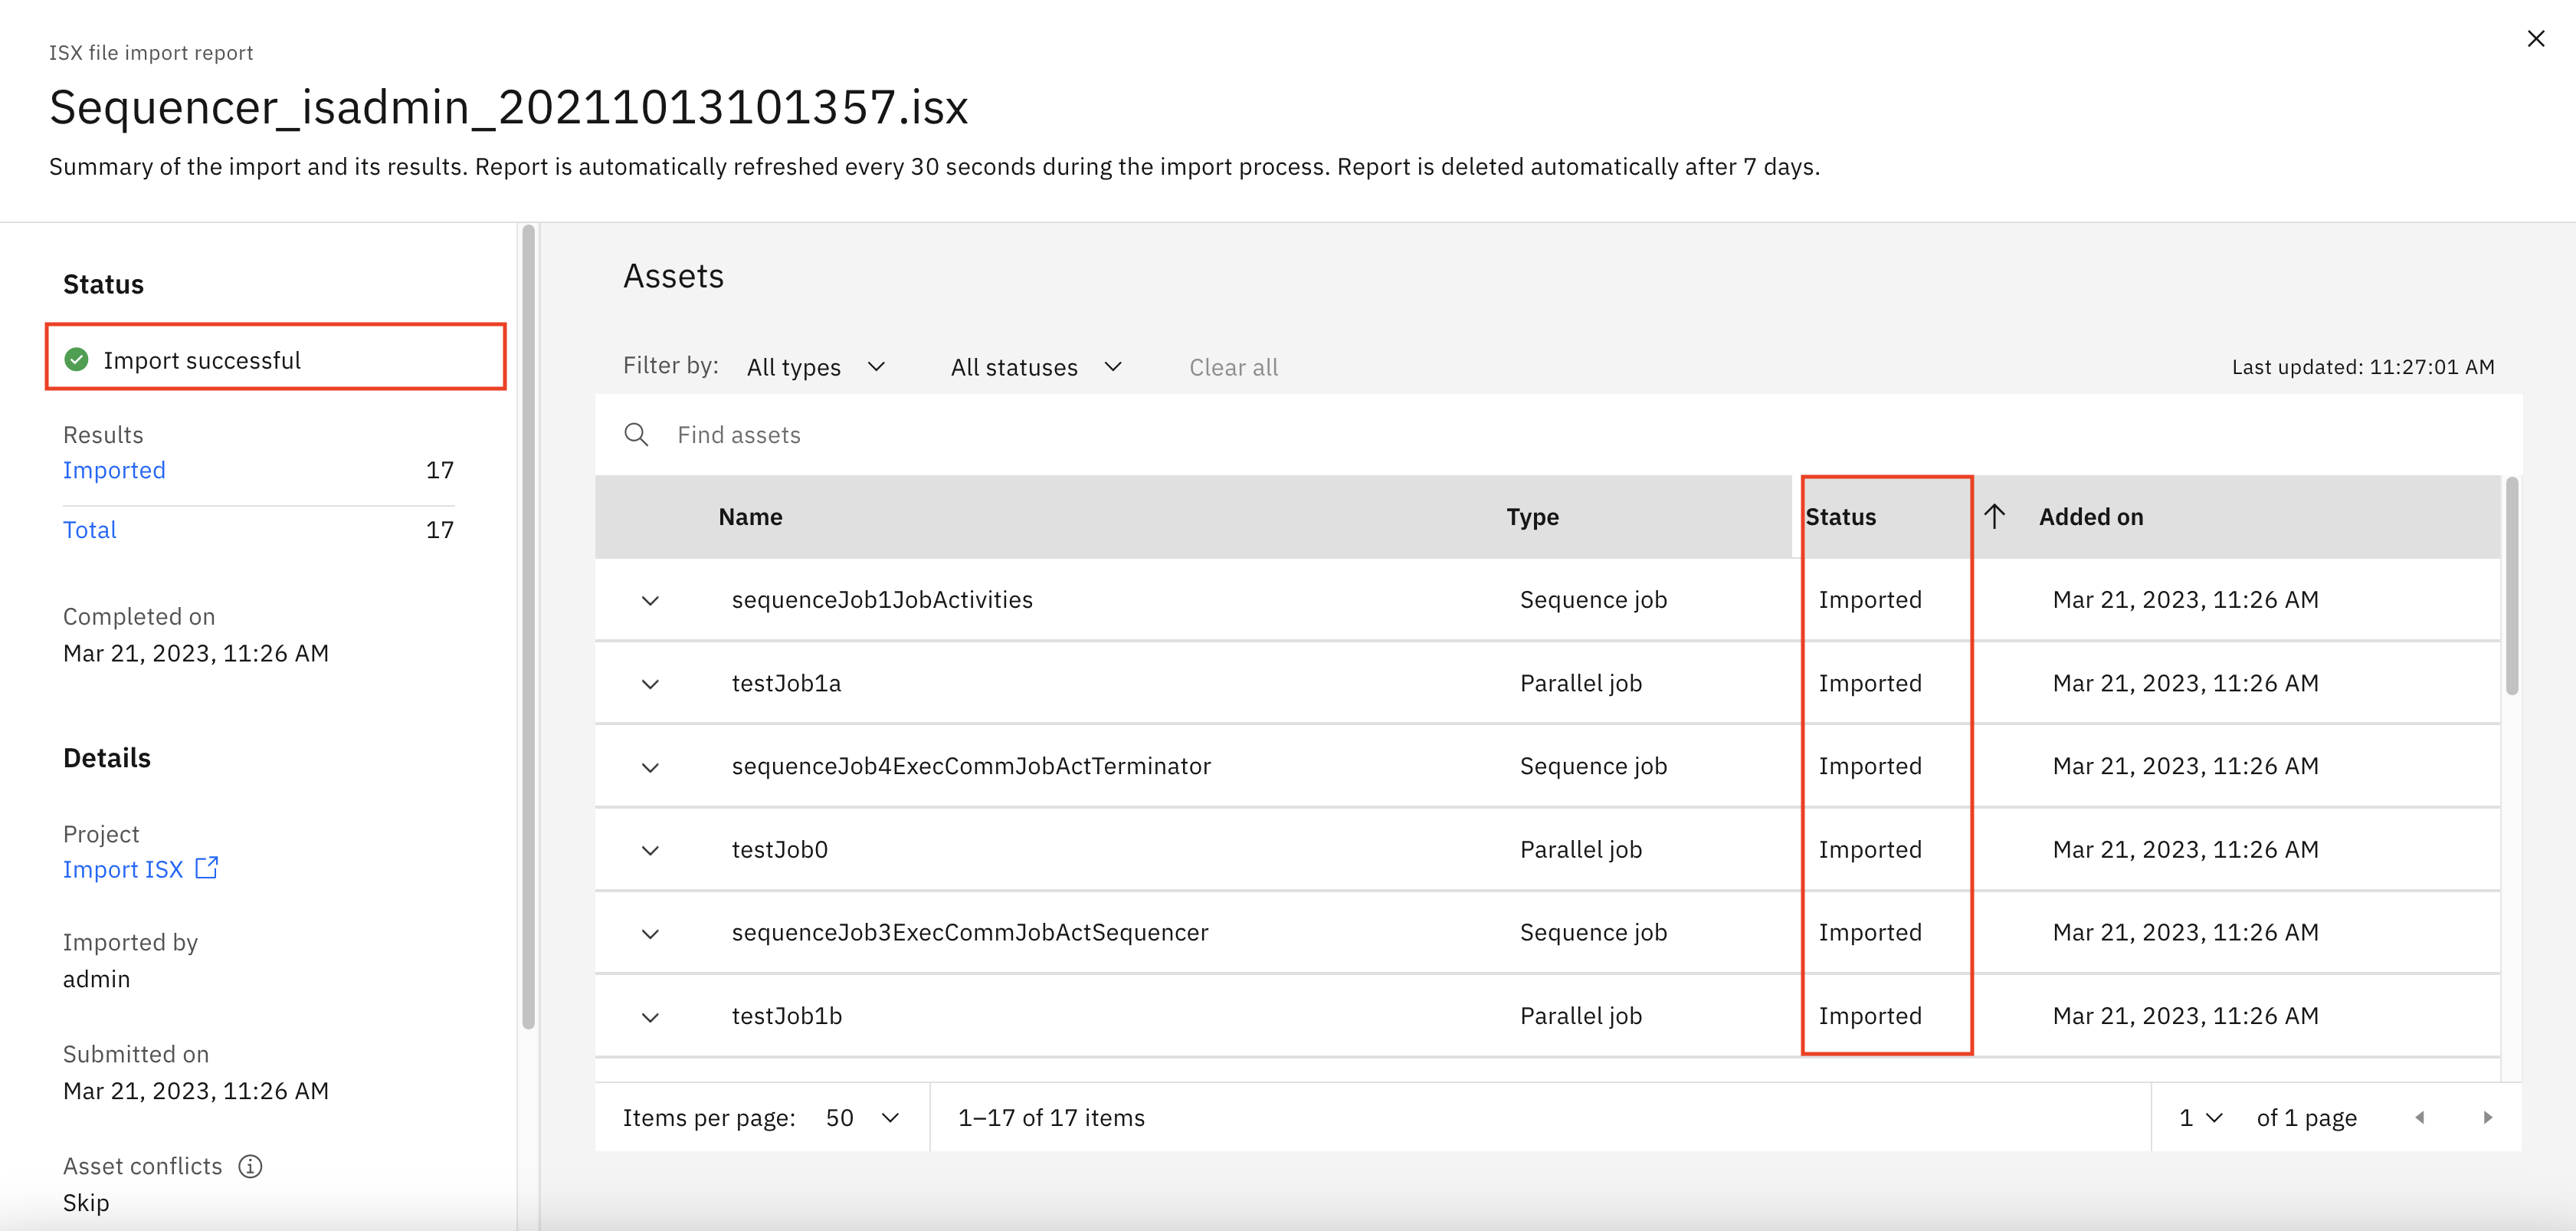 ISX file import report
Sequencer_isadmin_20211013101357.isx
Summary of the import and its results. Report is automatically refreshed every 30 seconds during the import process. Report is deleted automatically after 7 days.
Status
Import successful
Results
Imported 17
Total 17
Completed on
Mar 21, 2023, 11:26 AM
Details
Project
Import ISX
Imported by
admin
Submitted on
Mar 21, 2023, 11:26 AM
Asset conflicts
Skip
Assets
Filter by: All types All statuses Clear all Last updated: 11:27:01 AM
Find assets
Name Type Status Added on
sequenceJob1JobActivities Sequence job Imported Mar 21, 2023, 11:26 AM
testJob1a Parallel job Imported Mar 21, 2023, 11:26 AM
sequenceJob4ExecCommJobActTerminator Sequence job Imported Mar 21, 2023, 11:26 AM
testJob0 Parallel job Imported Mar 21, 2023, 11:26 AM
sequenceJob3ExecCommJobActSequencer Sequence job Imported Mar 21, 2023, 11:26 AM
testJob1b Parallel job Imported Mar 21, 2023, 11:26 AM
Items per page: 50 1–17 of 17 items 1 of 1 page